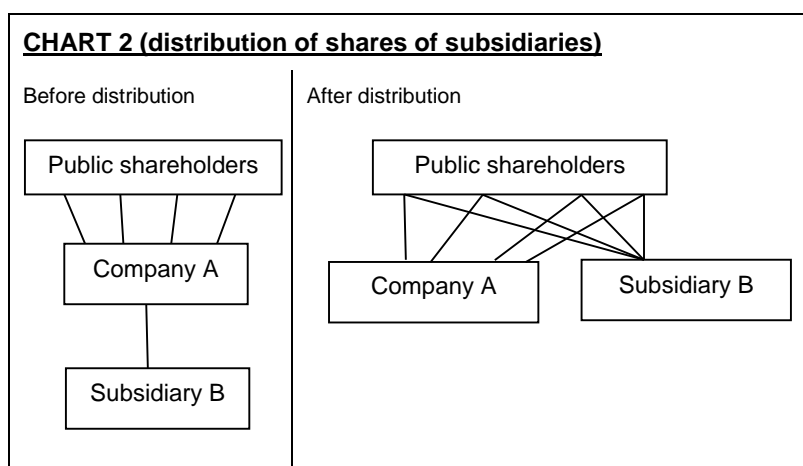 CHART 2 (distribution of shares of subsidiaries)
Before distribution
Public shareholders
Company A
Subsidiary B
After distribution
Public shareholders
Company A
Subsidiary B